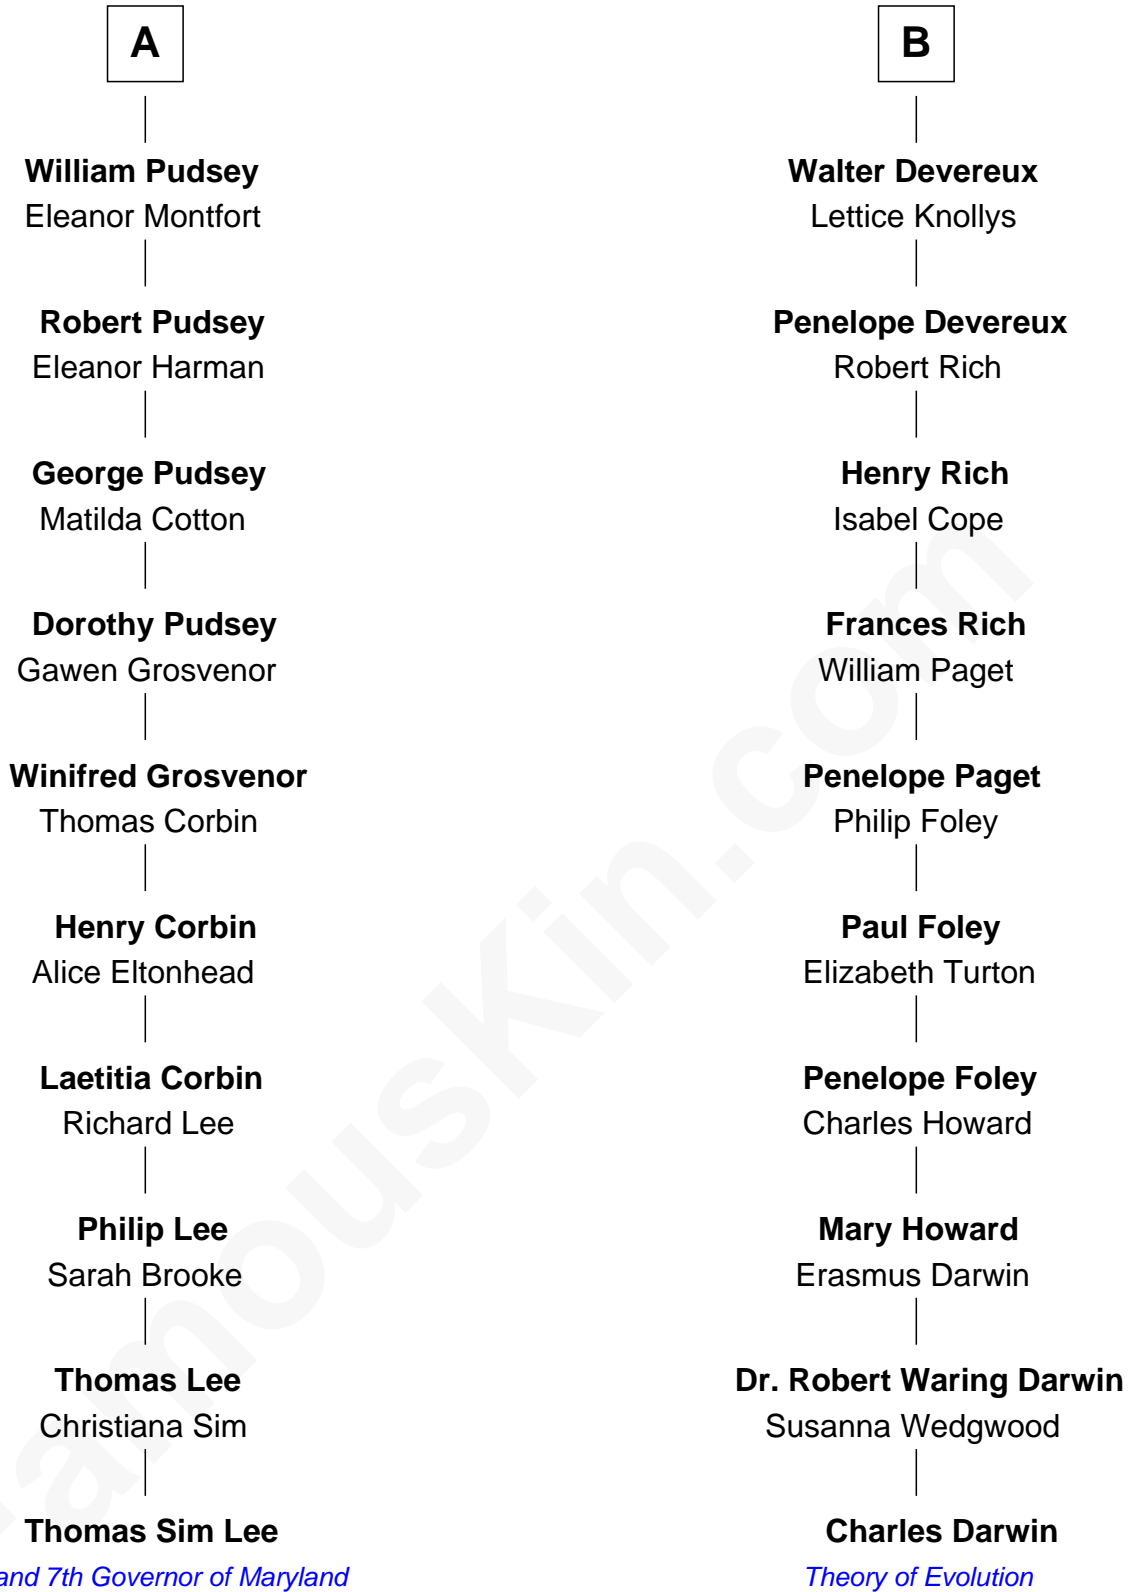 A
William Pudsey
Eleanor Montfort
Robert Pudsey
Eleanor Harman
George Pudsey
Matilda Cotton
Dorothy Pudsey
Gawen Grosvenor
Winifred Grosvenor
Thomas Corbin
Henry Corbin
Alice Eltonhead
Laetitia Corbin
Richard Lee
Philip Lee
Sarah Brooke
Thomas Lee
Christiana Sim
Thomas Sim Lee
and 7th Governor of Maryland
B
Walter Devereux
Lettice Knollys
Penelope Devereux
Robert Rich
Henry Rich
Isabel Cope
Frances Rich
William Paget
Penelope Paget
Philip Foley
Paul Foley
Elizabeth Turton
Penelope Foley
Charles Howard
Mary Howard
Erasmus Darwin
Dr. Robert Waring Darwin
Susanna Wedgwood
Charles Darwin
Theory of Evolution
amousKin.com